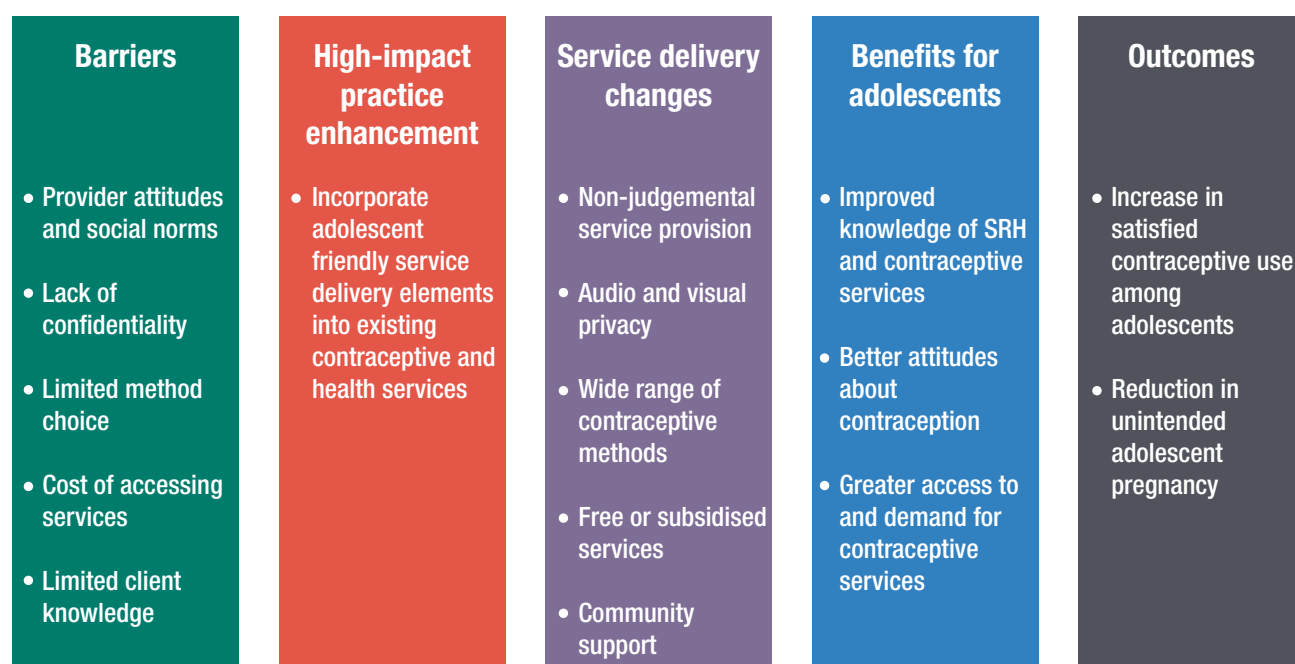 Barriers
• Provider attitudes
and social norms
• Lack of
confidentiality
• Limited method
choice
• Cost of accessing
services
• Limited client
knowledge
High-impact
practice
enhancement
• Incorporate
adolescent
friendly service
delivery elements
into existing
contraceptive and
health services
Service delivery
changes
• Non-judgemental
service provision
• Audio and visual
privacy
• Wide range of
contraceptive
methods
• Free or subsidised
services
• Community
support
Benefits for
adolescents
• Improved
knowledge of SRH
and contraceptive
services
• Better attitudes
about
contraception
• Greater access to
and demand for
contraceptive
services
Outcomes
• Increase in
satisfied
contraceptive use
among
adolescents
• Reduction in
unintended
adolescent
pregnancy